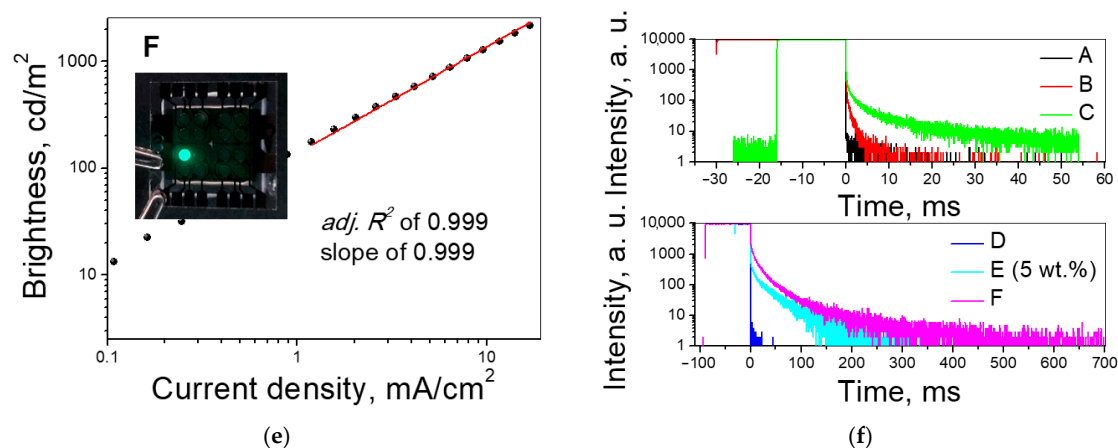 F
1000
100
10
0.1
1
10
Brightness, cd/m²
Current density, mA/cm²
adj. R² of 0.999
slope of 0.999
(e)
Intensity, a. u.
10,000
1000
100
10
1
A
B
C
−30
−20
−10
0
10
20
30
40
50
60
Time, ms
Intensity, a. u.
10,000
1000
100
10
1
D
E (5 wt.%)
F
−100
0
100
200
300
400
500
600
700
Time, ms
(f)